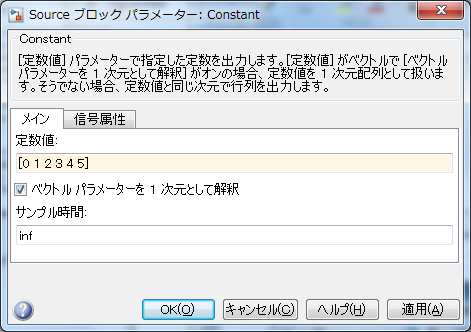 Source ブロック パラメーター: Constant
Constant
[定数値] パラメーターで指定した定数を出力します。[定数値] がベクトルで [ベクトル
パラメーターを 1 次元として解釈] がオンの場合、定数値を 1 次元配列として扱いま
す。そうでない場合、定数値と同じ次元で行列を出力します。
メイン 信号属性
定数値:
[0 1 2 3 4 5]
ベクトル パラメーターを 1 次元として解釈
サンプル時間:
inf
OK(O) キャンセル(C) ヘルプ(H) 適用(A)